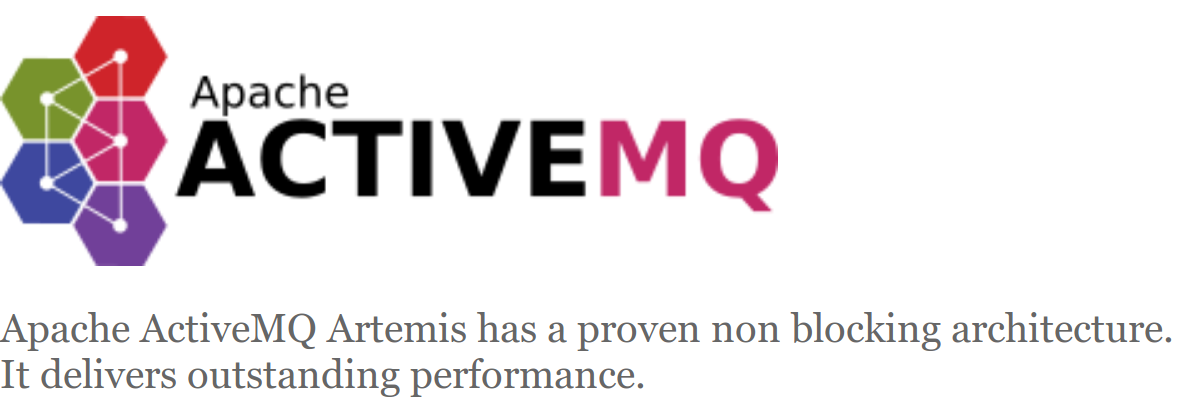 Apache
ACTIVEMQ
Apache ActiveMQ Artemis has a proven non blocking architecture.
It delivers outstanding performance.